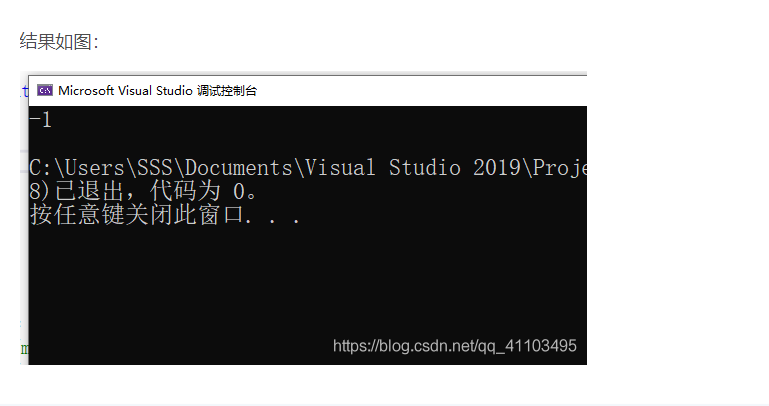 结果如图：
Microsoft Visual Studio 调试控制台
-1
C:\Users\SSS\Documents\Visual Studio 2019\Proje
8)已退出，代码为 0。
按任意键关闭此窗口. . .
https://blog.csdn.net/qq_41103495